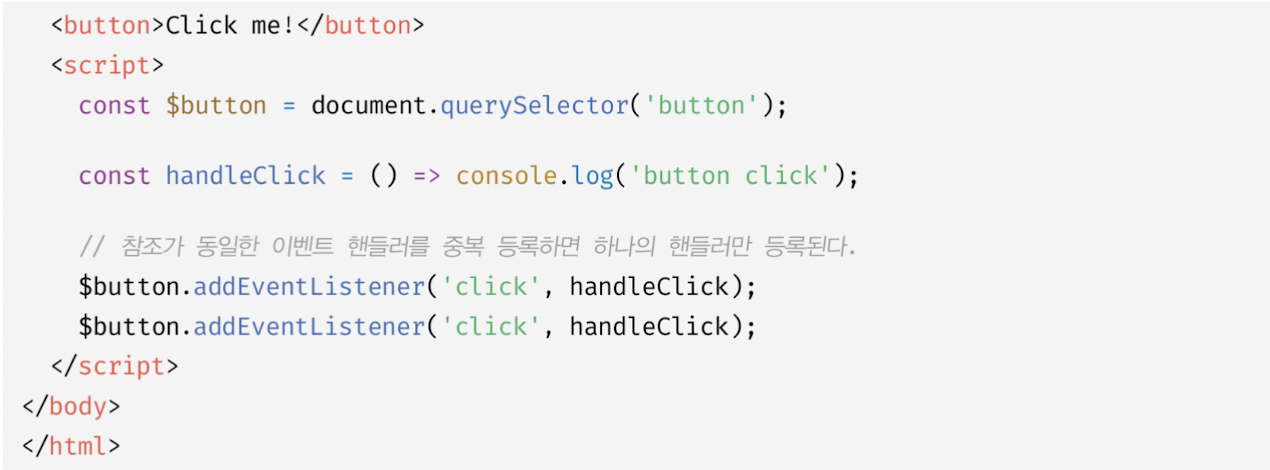 <button>Click me!</button>
<script>
const $button = document.querySelector('button');
const handleClick = () => console.log('button click');
// 참조가 동일한 이벤트 핸들러를 중복 등록하면 하나의 핸들러만 등록된다.
$button.addEventListener('click', handleClick);
$button.addEventListener('click', handleClick);
</script>
</body>
</html>